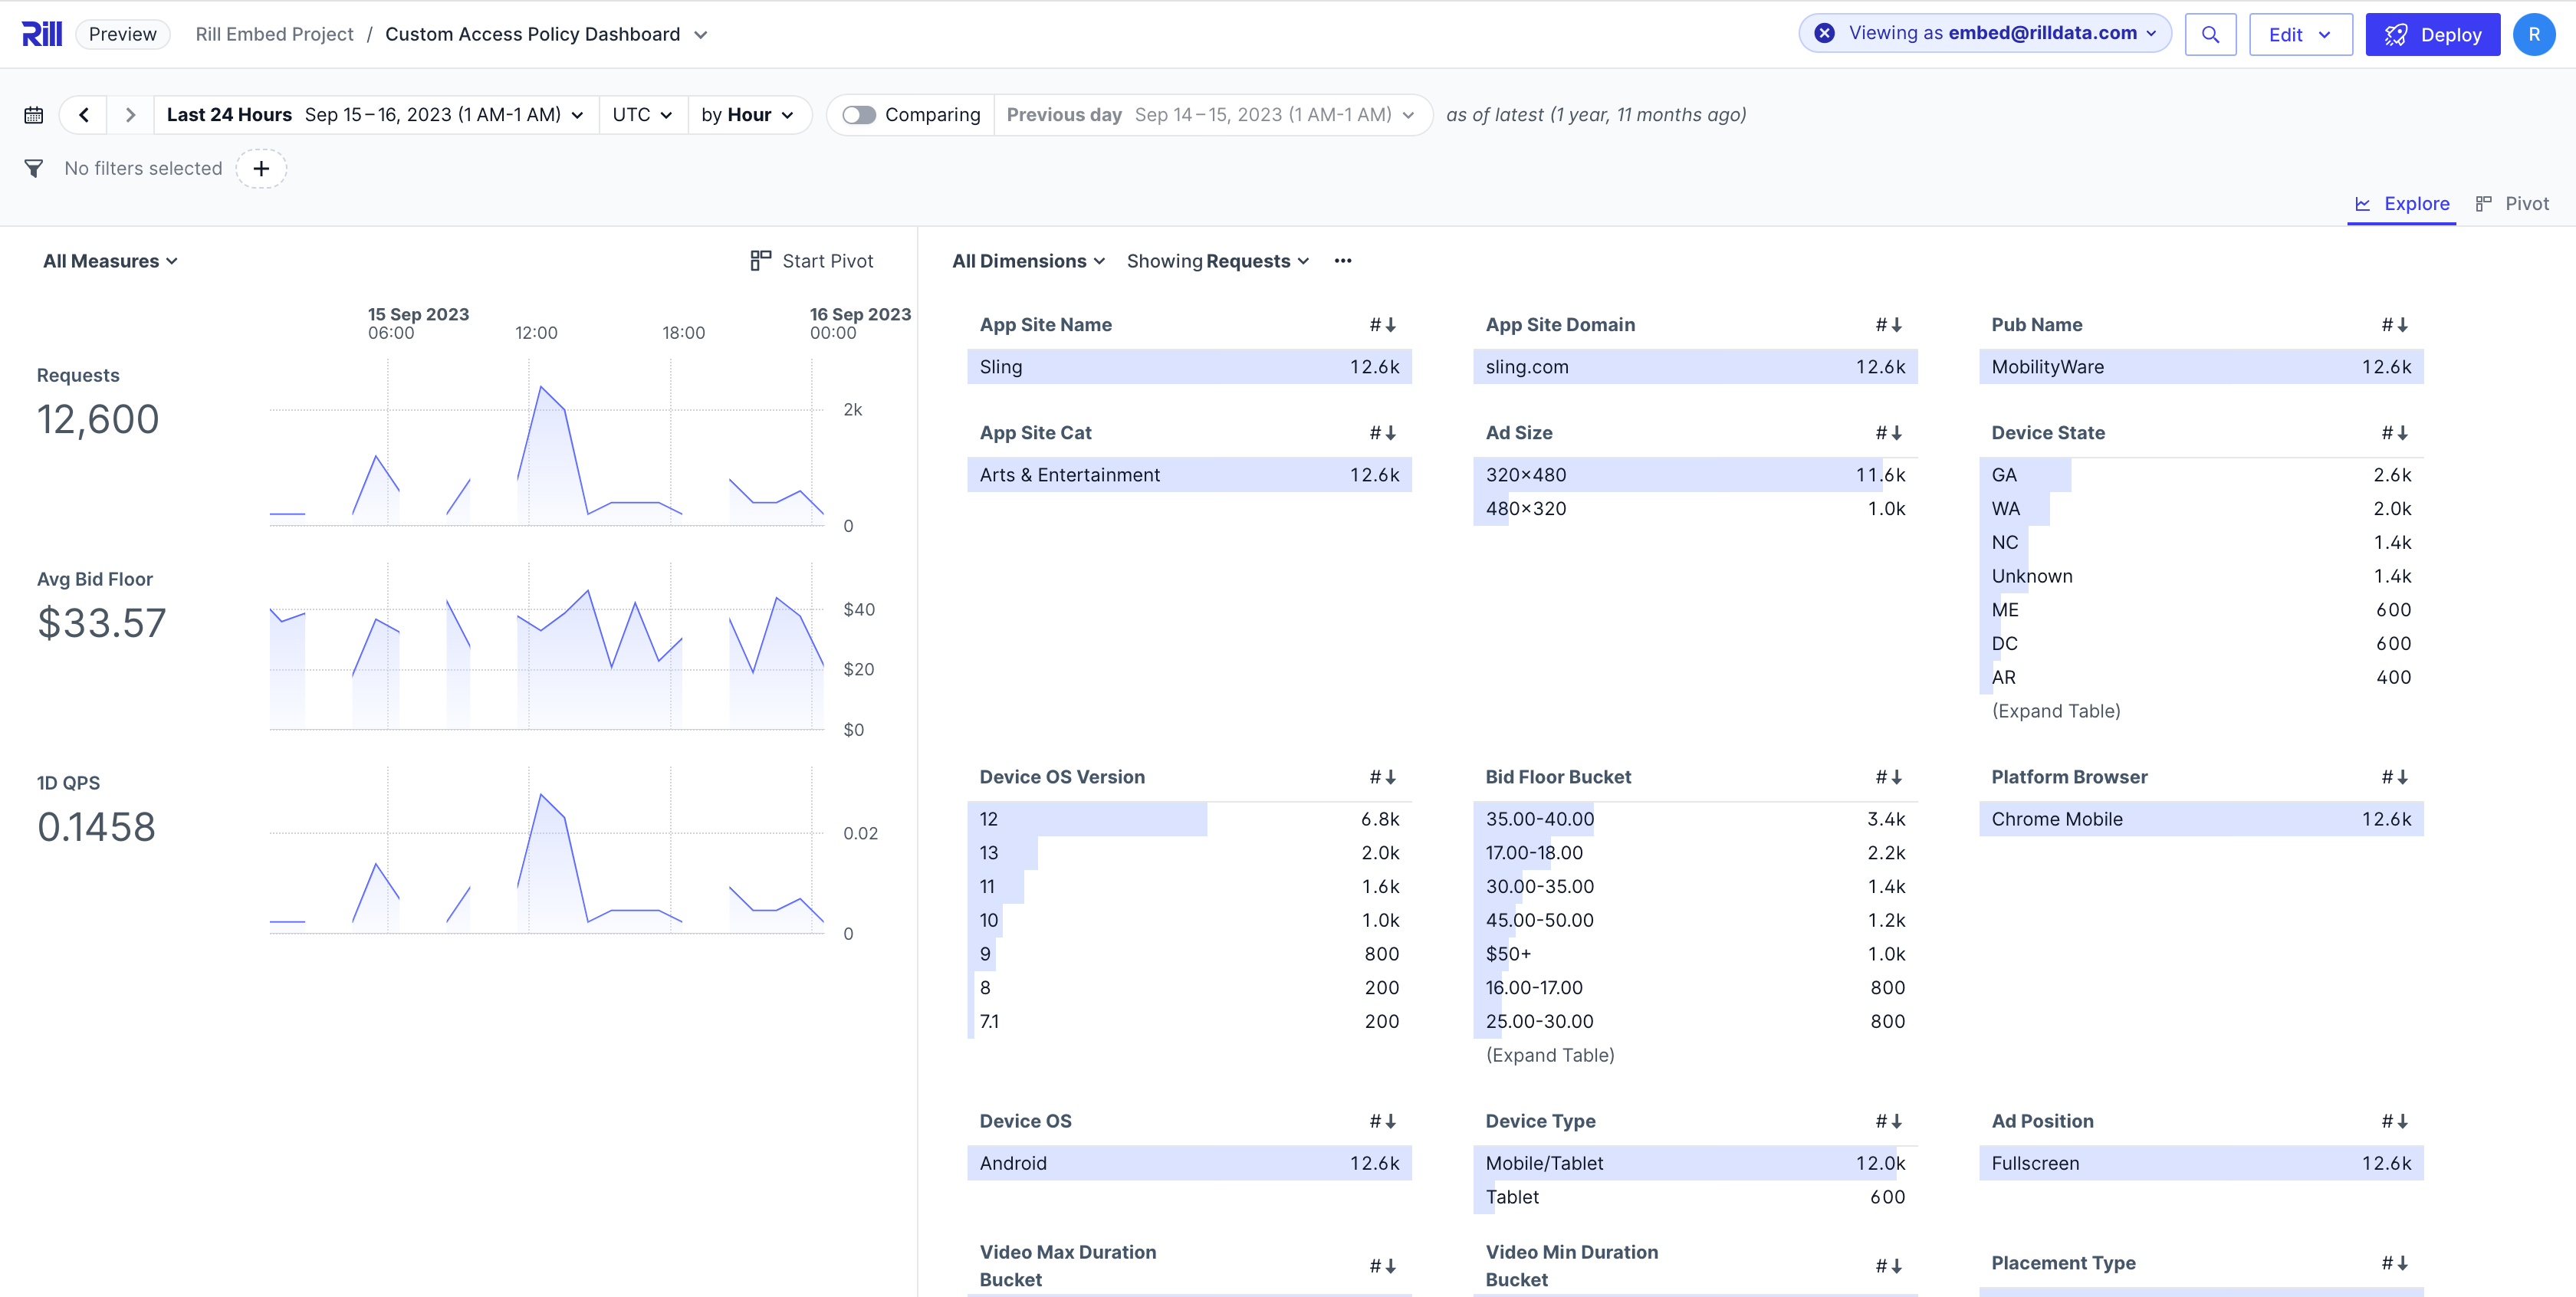 Rill Preview Rill Embed Project / Custom Access Policy Dashboard Viewing as embed@rilldata.com Edit Deploy R
Last 24 Hours Sep 15 – 16, 2023 (1 AM-1 AM) UTC by Hour Comparing Previous day Sep 14 – 15, 2023 (1 AM-1 AM) as of latest (1 year, 11 months ago)
No filters selected +
Explore Pivot
All Measures Start Pivot
15 Sep 2023 16 Sep 2023
06:00 12:00 18:00 00:00
Requests
12,600
2k
0
Avg Bid Floor
$33.57
$40
$20
$0
1D QPS
0.1458
0.02
0
All Dimensions Showing Requests ...
App Site Name #
Sling 12.6k
App Site Domain #
sling.com 12.6k
Pub Name #
MobilityWare 12.6k
App Site Cat #
Arts & Entertainment 12.6k
Ad Size #
320×480 11.6k
480×320 1.0k
Device State #
GA 2.6k
WA 2.0k
NC 1.4k
Unknown 1.4k
ME 600
DC 600
AR 400
(Expand Table)
Device OS Version #
12 6.8k
13 2.0k
11 1.6k
10 1.0k
9 800
8 200
7.1 200
Bid Floor Bucket #
35.00-40.00 3.4k
17.00-18.00 2.2k
30.00-35.00 1.4k
45.00-50.00 1.2k
$50+ 1.0k
16.00-17.00 800
25.00-30.00 800
(Expand Table)
Platform Browser #
Chrome Mobile 12.6k
Device OS #
Android 12.6k
Device Type #
Mobile/Tablet 12.0k
Tablet 600
Ad Position #
Fullscreen 12.6k
Video Max Duration
Bucket #
Video Min Duration
Bucket #
Placement Type #